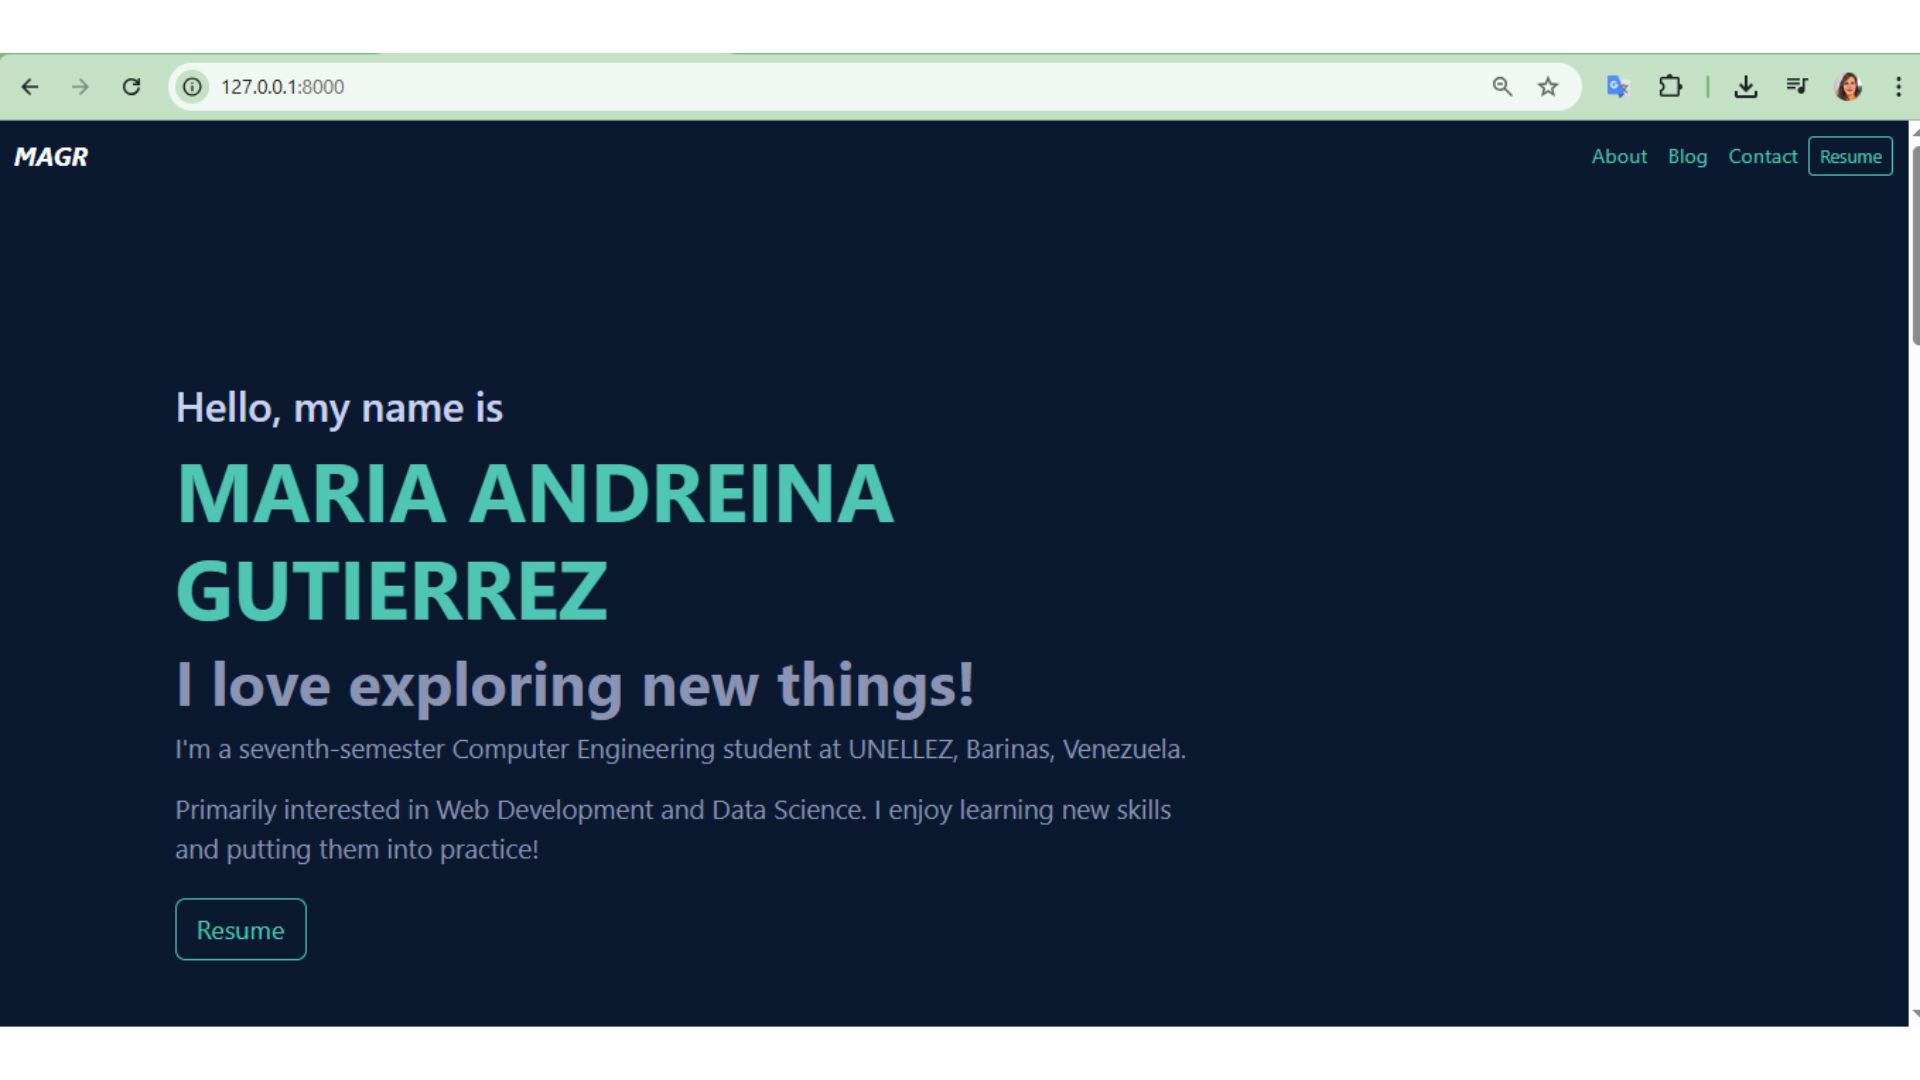 127.0.0.1:8000
MAGR
About Blog Contact Resume
Hello, my name is
MARIA ANDREINA
GUTIERREZ
I love exploring new things!
I'm a seventh-semester Computer Engineering student at UNELLEZ, Barinas, Venezuela.
Primarily interested in Web Development and Data Science. I enjoy learning new skills
and putting them into practice!
Resume